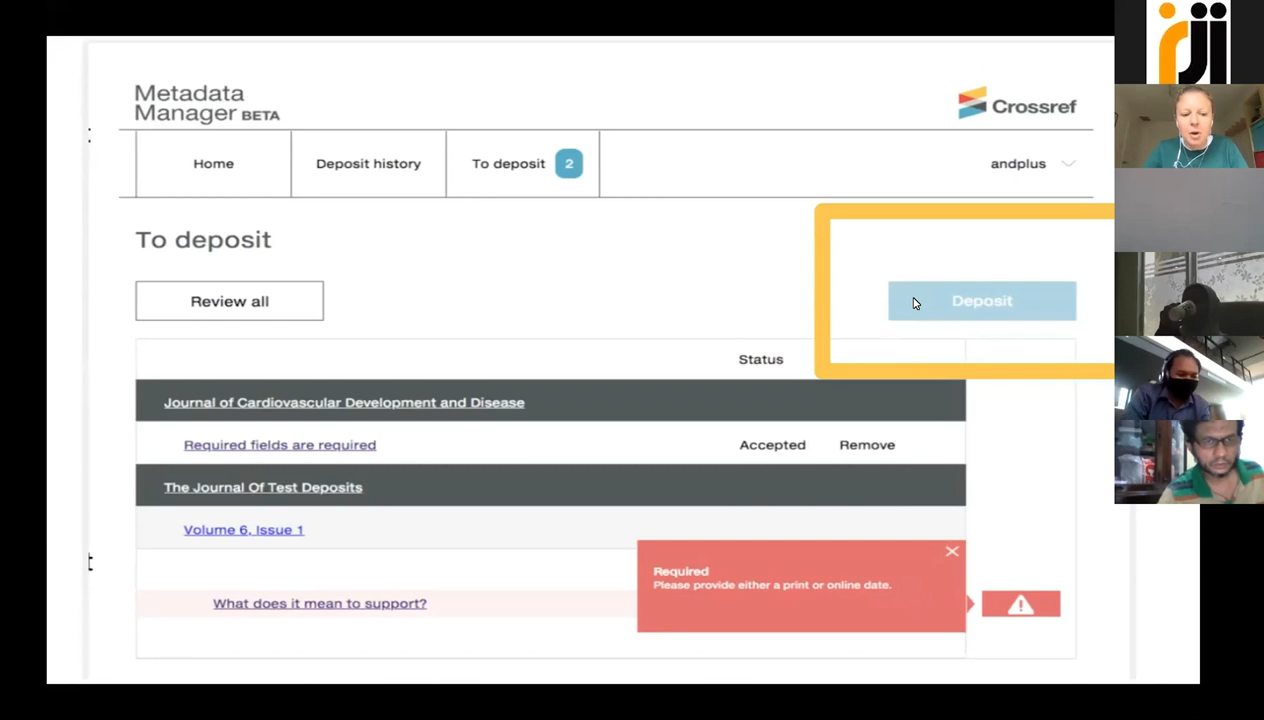 Metadata
Manager BETA
Crossref
:
Home
Deposit history
To deposit 2
andplus
To deposit
Review all
Deposit
Status
Journal of Cardiovascular Development and Disease
Required fields are required
Accepted
Remove
The Journal Of Test Deposits
Volume 6, Issue 1
Required
Please provide either a print or online date.
t
What does it mean to support?
!